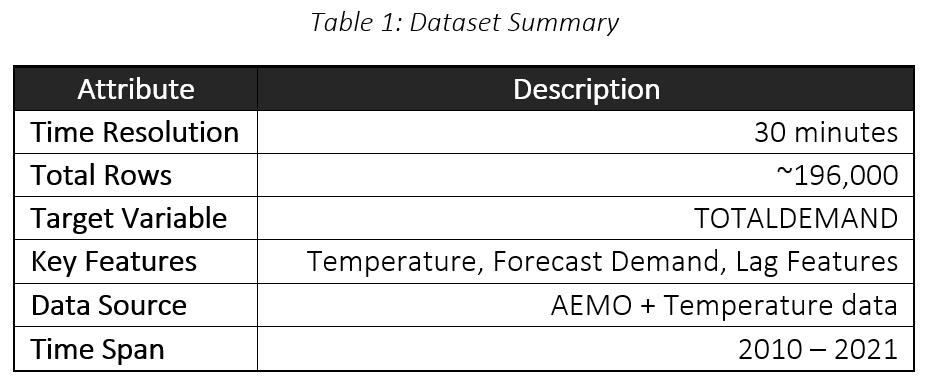 Table 1: Dataset Summary
Attribute Description
Time Resolution 30 minutes
Total Rows ~196,000
Target Variable TOTALDEMAND
Key Features Temperature, Forecast Demand, Lag Features
Data Source AEMO + Temperature data
Time Span 2010 – 2021